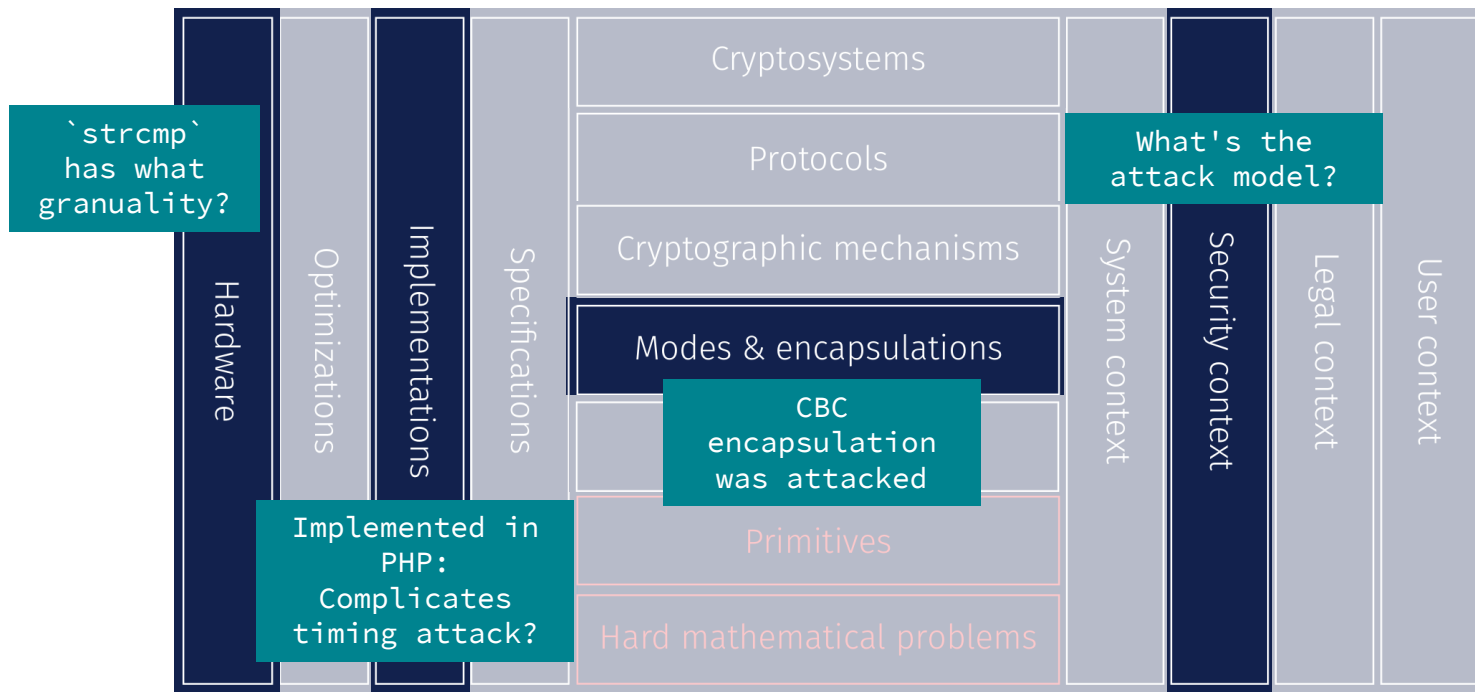 Cryptosystems
Protocols
Cryptographic mechanisms
Modes & encapsulations
Primitives
Hard mathematical problems
Hardware
Optimizations
Implementations
Specifications
System context
Security context
Legal context
User context
`strcmp`
has what
granuality?
What's the
attack model?
CBC
encapsulation
was attacked
Implemented in
PHP:
Complicates
timing attack?